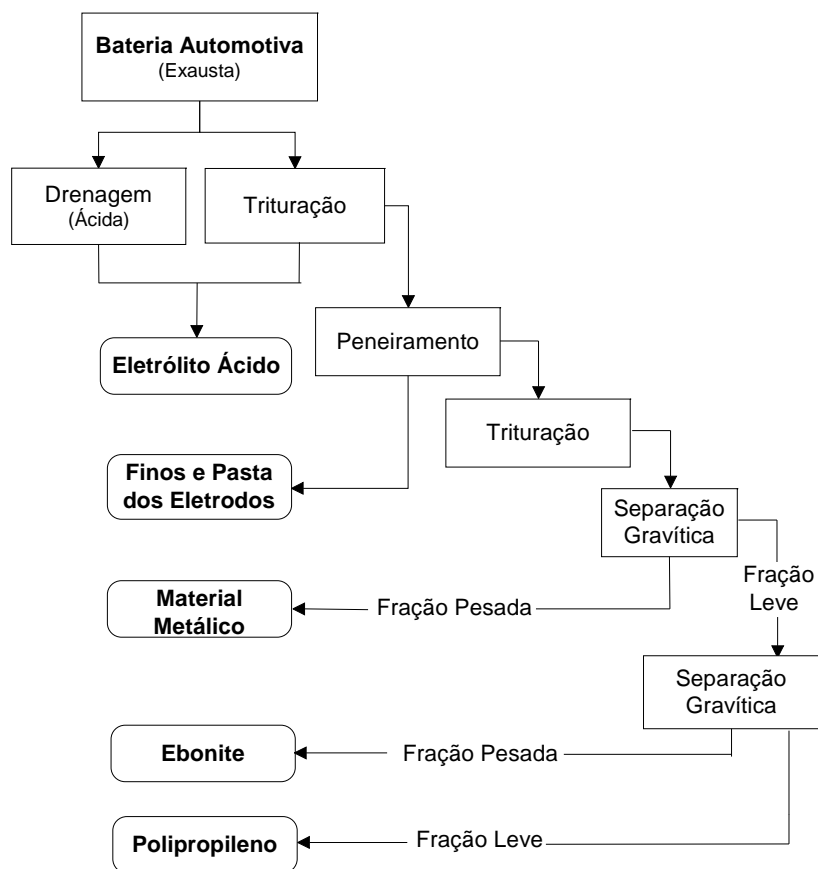 Bateria Automotiva
(Exausta)
Drenagem
(Ácida)
Trituração
Peneiramento
Eletrólito Ácido
Trituração
Finos e Pasta
dos Eletrodos
Separação
Gravítica
Fração
Leve
Material
Metálico
Fração Pesada
Separação
Gravítica
Ebonite
Fração Pesada
Polipropileno
Fração Leve